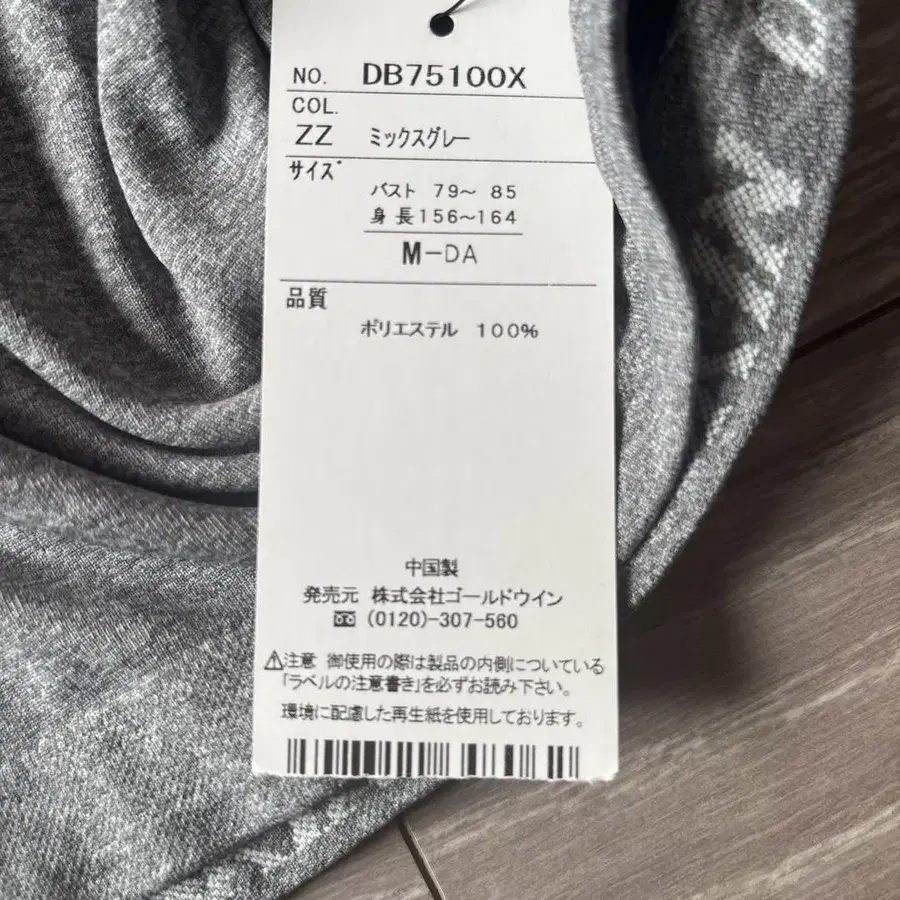 NO. DB75100X
COL.
ZZ ミックスグレー
サイズ
バスト 79～ 85
身長156～164
M-DA
品質
ポリエステル 100%
中国製
発売元 株式会社ゴールドウイン
(0120)-307-560
⚠注意 御使用の際は製品の内側についている
「ラベルの注意書き」を必ずお読み下さい。
環境に配慮した再生紙を使用しております。